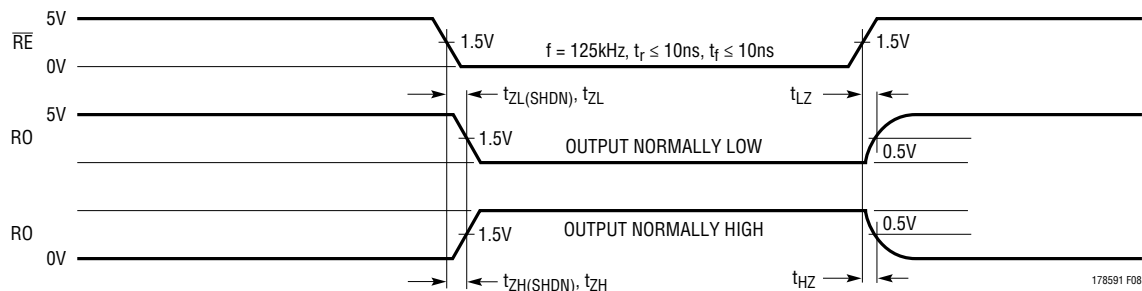 5V
RE
0V
1.5V
f = 125kHz, tr ≤ 10ns, tf ≤ 10ns
1.5V
tZL(SHDN), tZL
tLZ
5V
RO
1.5V
OUTPUT NORMALLY LOW
0.5V
RO
0V
1.5V
OUTPUT NORMALLY HIGH
0.5V
tZH(SHDN), tZH
tHZ
178591 F08